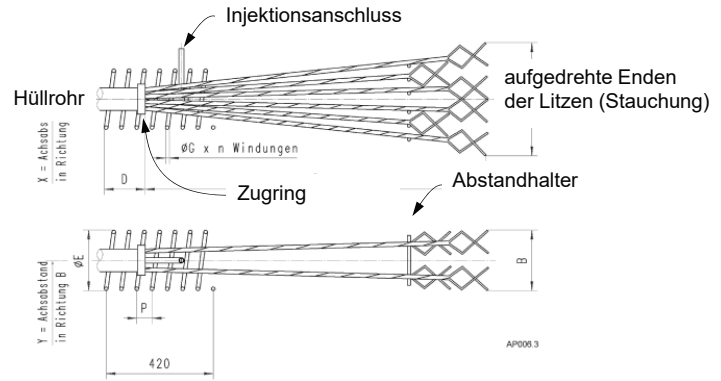 Injektionsanschluss
aufgedrehte Enden
der Litzen (Stauchung)
Hüllrohr
X = Achsabs
in Richtung
ØG x n Windungen
D
Zugring
Abstandhalter
ØE
B
Y = Achsabstand
in Richtung B
P
420
AP006.3